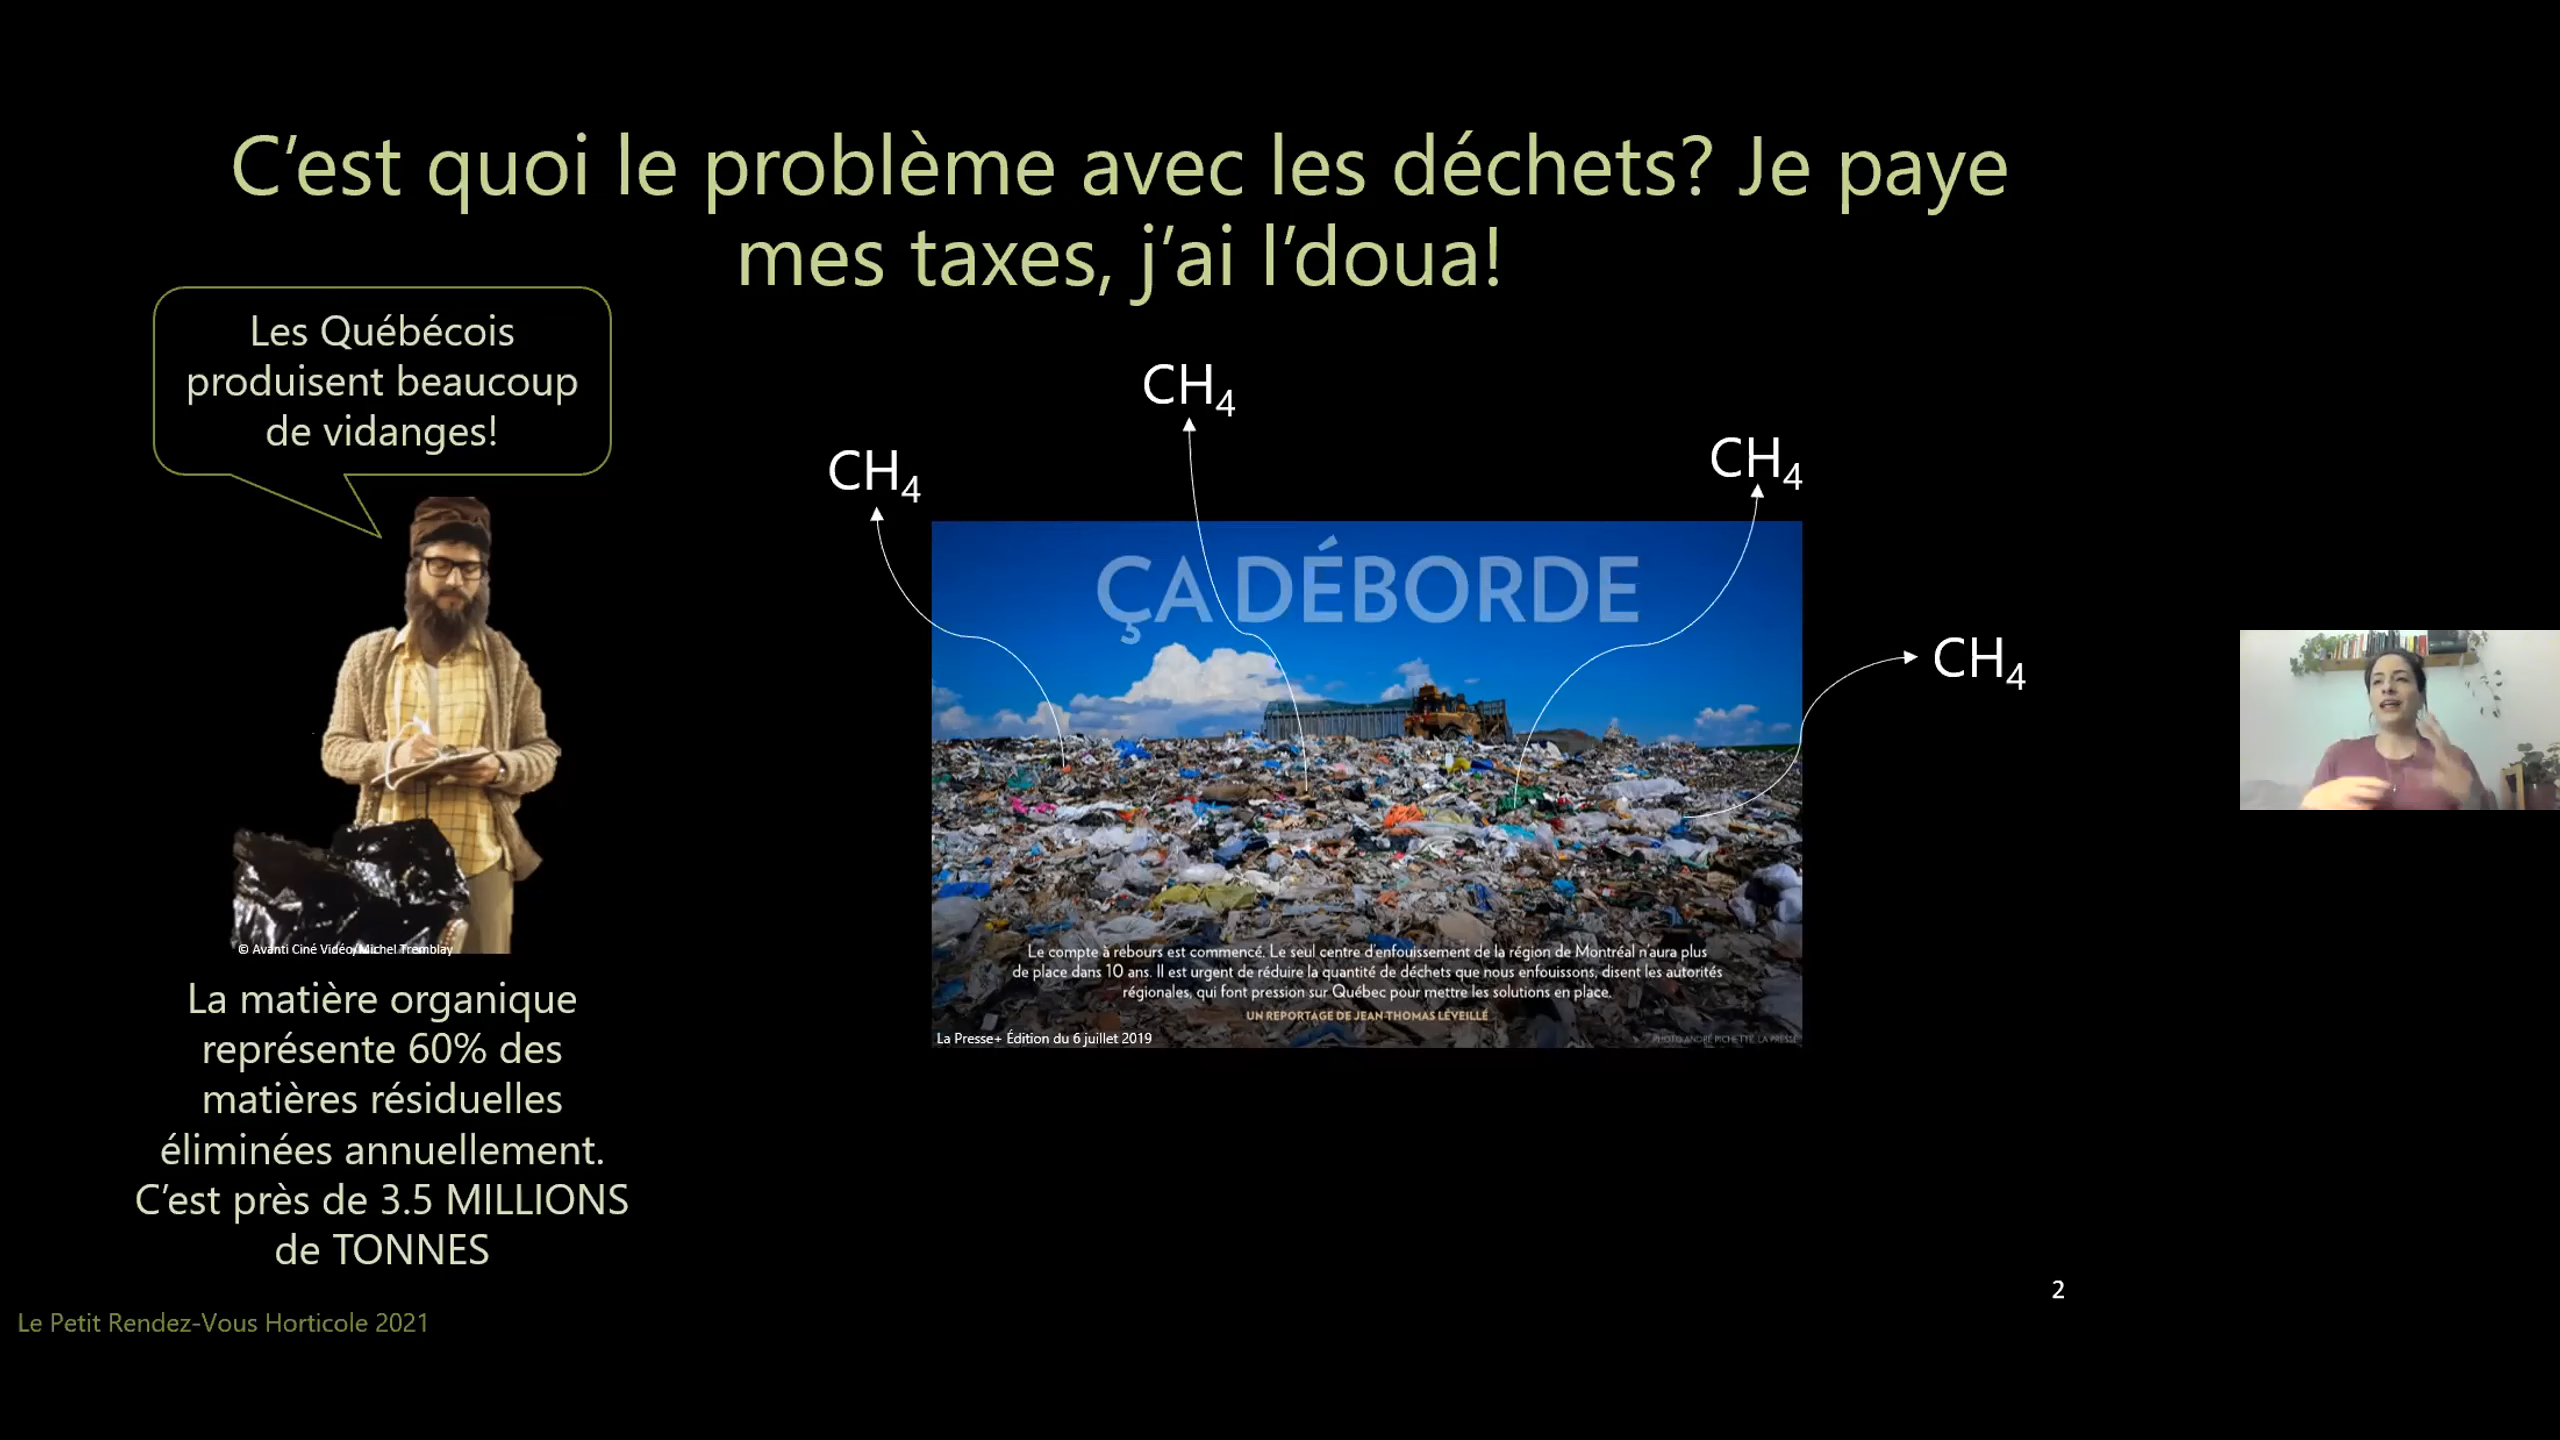 C’est quoi le problème avec les déchets? Je paye
mes taxes, j’ai l’doua!
Les Québécois
produisent beaucoup
de vidanges!
CH4
CH4
CH4
CH4
ÇA DÉBORDE
Le compte à rebours est commencé. Le seul centre d’enfouissement de la région de Montréal n’aura plus
de place dans 10 ans. Il est urgent de réduire la quantité de déchets que nous enfouissons, disent les autorités
régionales, qui font pression sur Québec pour mettre les solutions en place.
UN REPORTAGE DE JEAN-THOMAS LÉVEILLÉ
La Presse+ Édition du 6 juillet 2019
PHOTO ANDRÉ PICHETTE, LA PRESSE
© Avanti Ciné Vidéo/Michel Tremblay
La matière organique
représente 60% des
matières résiduelles
éliminées annuellement.
C’est près de 3.5 MILLIONS
de TONNES
2
Le Petit Rendez-Vous Horticole 2021